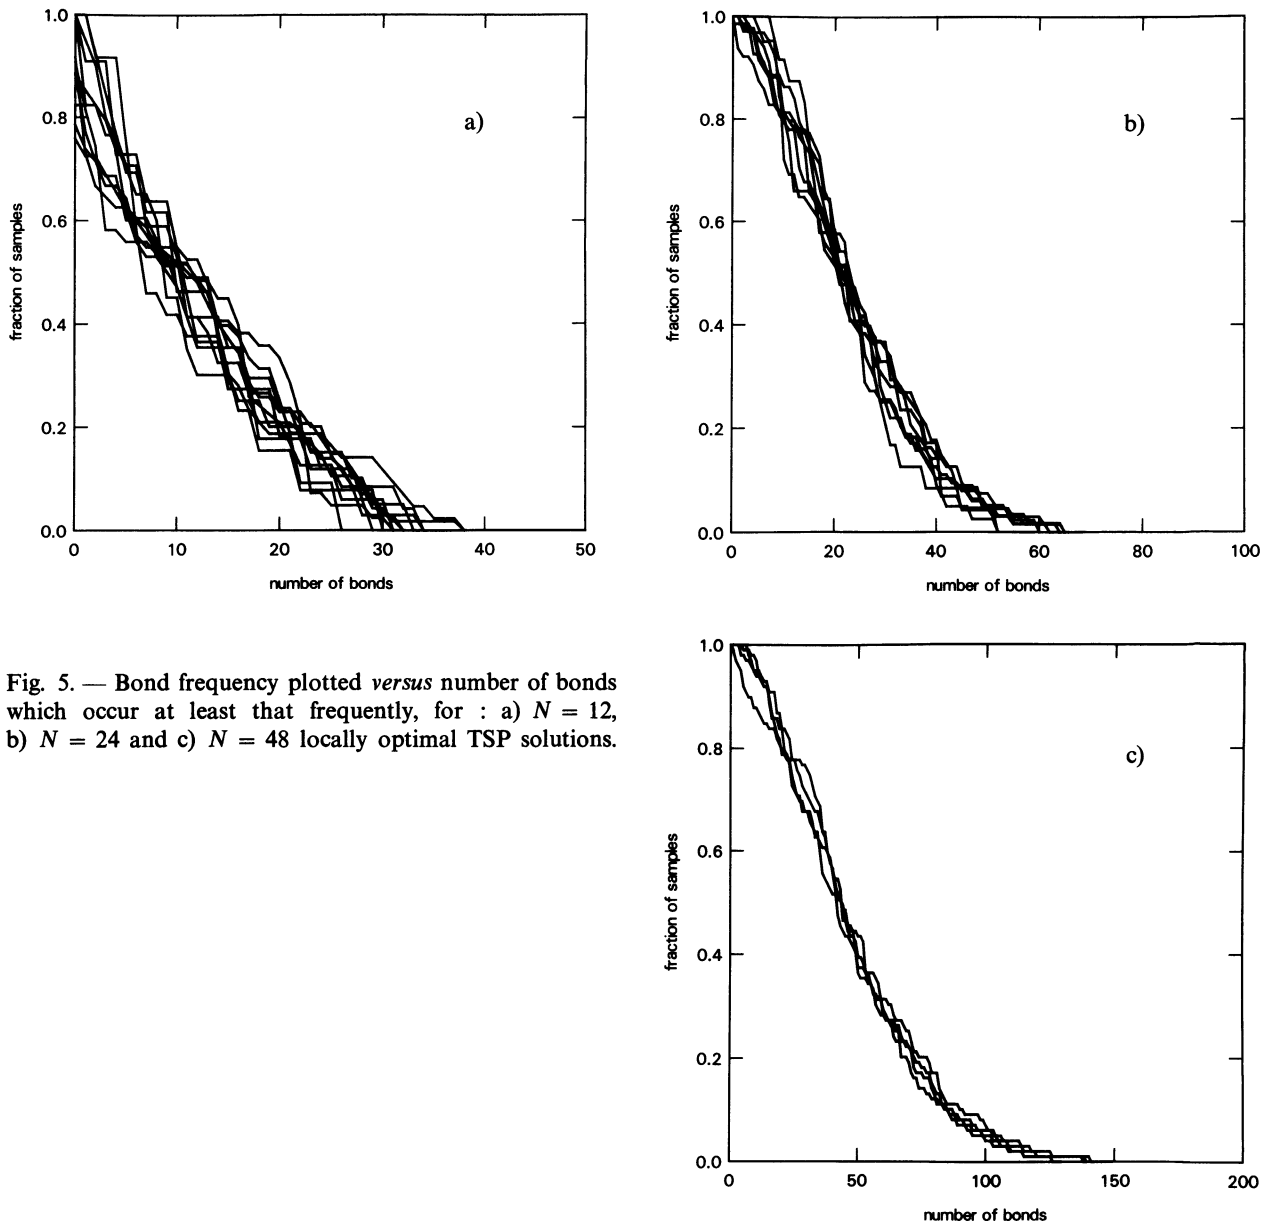 1.0
0.8
0.6
0.4
0.2
0.0
fraction of samples
a)
0
10
20
30
40
50
number of bonds
1.0
0.8
0.6
0.4
0.2
0.0
fraction of samples
b)
0
20
40
60
80
100
number of bonds
Fig. 5. — Bond frequency plotted versus number of bonds
which occur at least that frequently, for : a) N = 12,
b) N = 24 and c) N = 48 locally optimal TSP solutions.
1.0
0.8
0.6
0.4
0.2
0.0
fraction of samples
c)
0
50
100
150
200
number of bonds